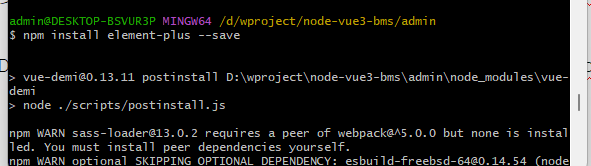 admin@DESKTOP-BSVUR3P MINGW64 /d/wproject/node-vue3-bms/admin
$ npm install element-plus --save
> vue-demi@0.13.11 postinstall D:\wproject\node-vue3-bms\admin\node_modules\vue-
demi
> node ./scripts/postinstall.js
npm WARN sass-loader@13.0.2 requires a peer of webpack@^5.0.0 but none is instal
led. You must install peer dependencies yourself.
npm WARN optional SKIPPING OPTIONAL DEPENDENCY: esbuild-freebsd-64@0.14.54 (node